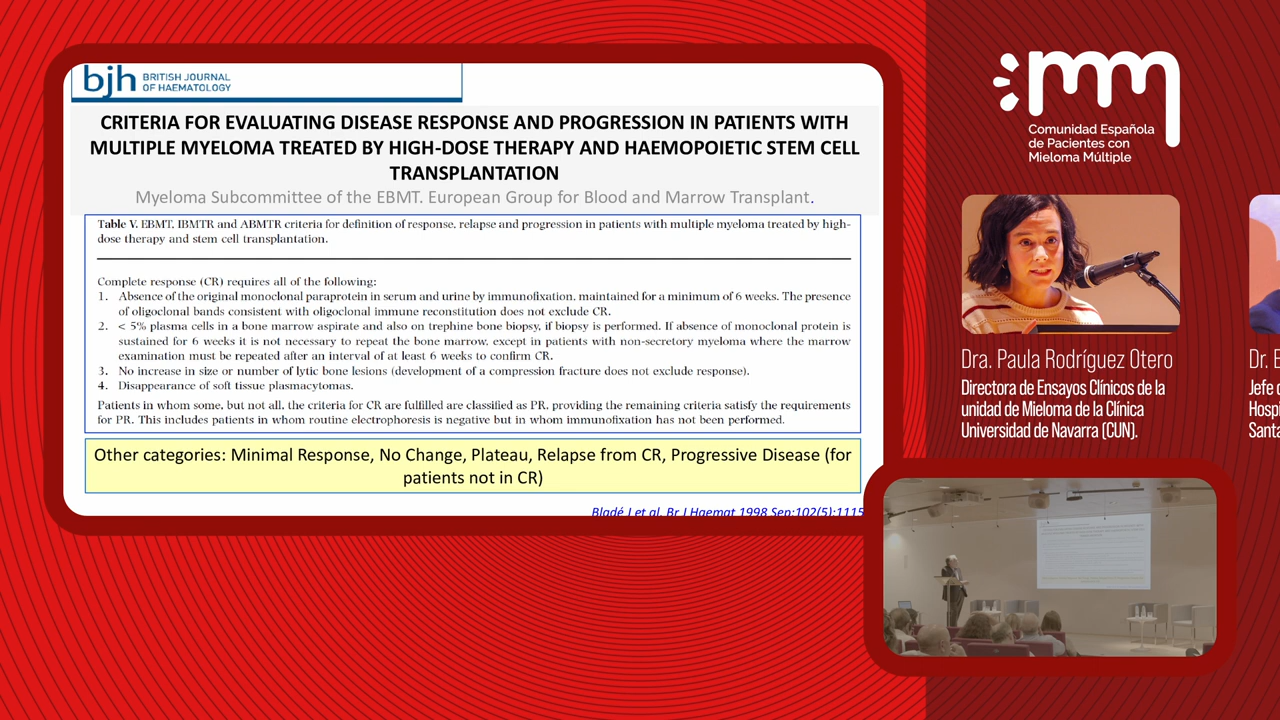 bjh BRITISH JOURNAL
OF HAEMATOLOGY
CRITERIA FOR EVALUATING DISEASE RESPONSE AND PROGRESSION IN PATIENTS WITH
MULTIPLE MYELOMA TREATED BY HIGH-DOSE THERAPY AND HAEMOPOIETIC STEM CELL
TRANSPLANTATION
Myeloma Subcommittee of the EBMT. European Group for Blood and Marrow Transplant.
Table V. EBMT, IBMTR and ABMTR criteria for definition of response, relapse and progression in patients with multiple myeloma treated by high-
dose therapy and stem cell transplantation.
Complete response (CR) requires all of the following:
1. Absence of the original monoclonal paraprotein in serum and urine by immunofixation, maintained for a minimum of 6 weeks. The presence
of oligoclonal bands consistent with oligoclonal immune reconstitution does not exclude CR.
2. < 5% plasma cells in a bone marrow aspirate and also on trephine bone biopsy, if biopsy is performed. If absence of monoclonal protein is
sustained for 6 weeks it is not necessary to repeat the bone marrow, except in patients with non-secretory myeloma where the marrow
examination must be repeated after an interval of at least 6 weeks to confirm CR.
3. No increase in size or number of lytic bone lesions (development of a compression fracture does not exclude response).
4. Disappearance of soft tissue plasmacytomas.
Patients in whom some, but not all, the criteria for CR are fulfilled are classified as PR, providing the remaining criteria satisfy the requirements
for PR. This includes patients in whom routine electrophoresis is negative but in whom immunofixation has not been performed.
Other categories: Minimal Response, No Change, Plateau, Relapse from CR, Progressive Disease (for
patients not in CR)
Bladé J et al. Br J Haemat 1998 Sep;102(5):1115
mm
Comunidad Española
de Pacientes con
Mieloma Múltiple
Dra. Paula Rodríguez Otero
Directora de Ensayos Clínicos de la
unidad de Mieloma de la Clínica
Universidad de Navarra (CUN).
Dr. E
Jefe
Hospi
Santa